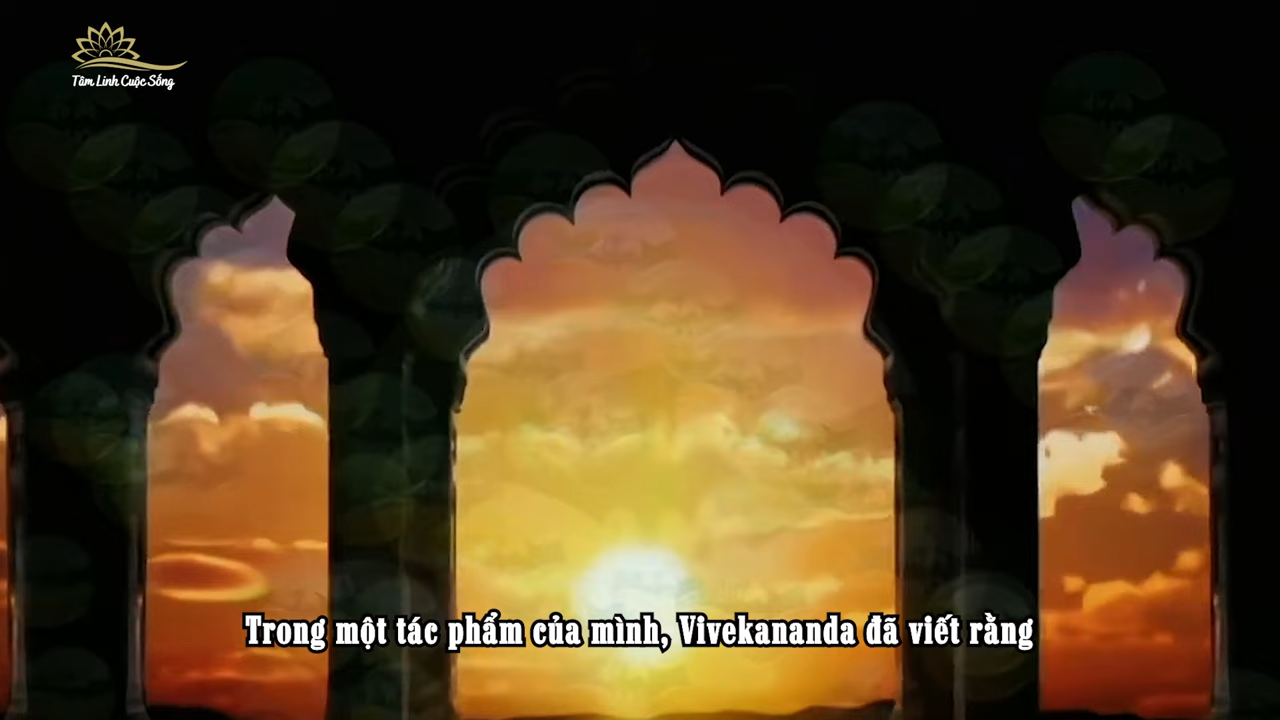 Tâm Linh Cuộc Sống
Trong một tác phẩm của mình, Vivekananda đã viết rằng